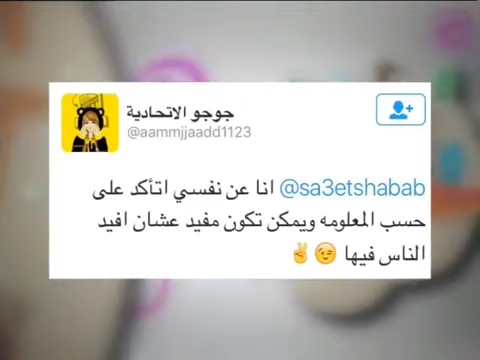 جوجو الاتحادية
@aammjjaadd1123
@sa3etshabab انا عن نفسي اتأكد على
حسب المعلومه ويمكن تكون مفيد عشان افيد
الناس فيها 😉✌